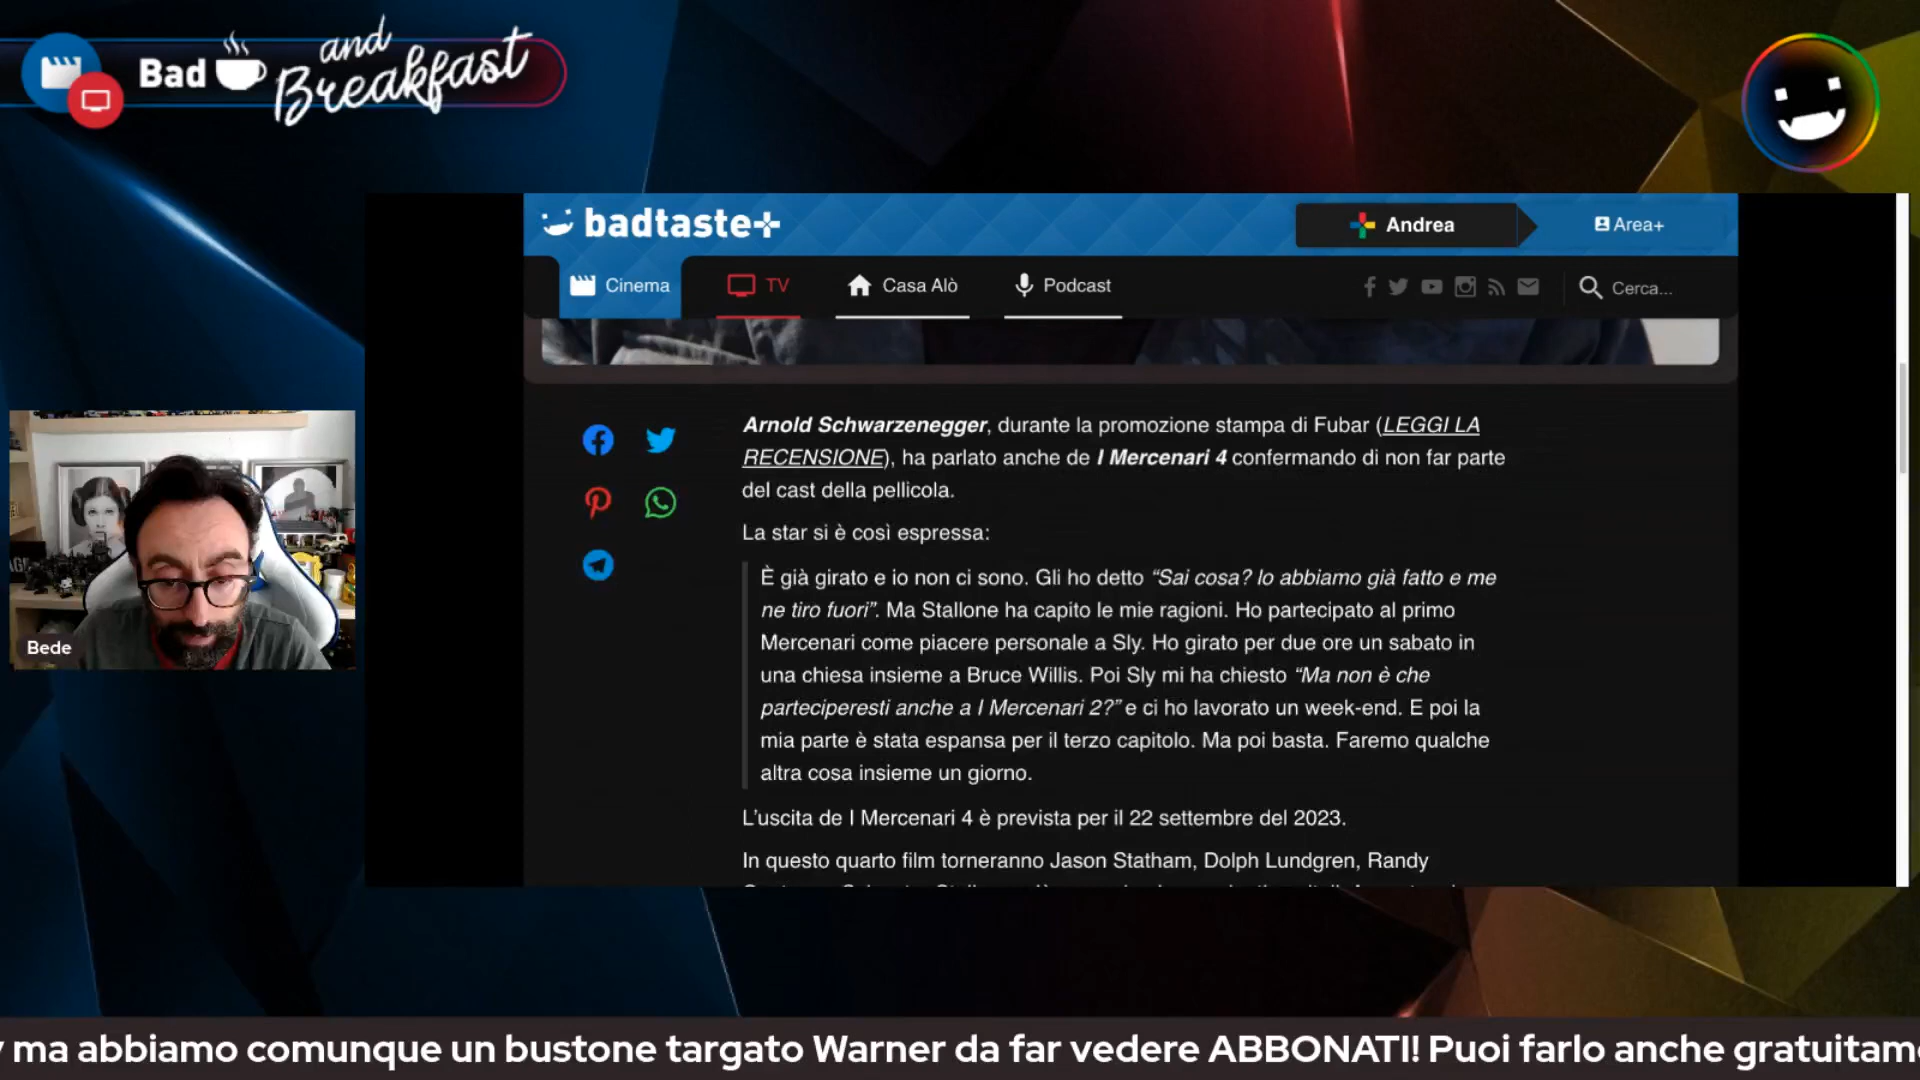 Bad and Breakfast
badtaste+
Andrea
Area+
Cinema
TV
Casa Alò
Podcast
Cerca...
Arnold Schwarzenegger, durante la promozione stampa di Fubar (LEGGI LA
RECENSIONE), ha parlato anche de I Mercenari 4 confermando di non far parte
del cast della pellicola.
La star si è così espressa:
È già girato e io non ci sono. Gli ho detto “Sai cosa? lo abbiamo già fatto e me
ne tiro fuori”. Ma Stallone ha capito le mie ragioni. Ho partecipato al primo
Mercenari come piacere personale a Sly. Ho girato per due ore un sabato in
una chiesa insieme a Bruce Willis. Poi Sly mi ha chiesto “Ma non è che
parteciperesti anche a I Mercenari 2?” e ci ho lavorato un week-end. E poi la
mia parte è stata espansa per il terzo capitolo. Ma poi basta. Faremo qualche
altra cosa insieme un giorno.
L’uscita de I Mercenari 4 è prevista per il 22 settembre del 2023.
In questo quarto film torneranno Jason Statham, Dolph Lundgren, Randy
Bede
ma abbiamo comunque un bustone targato Warner da far vedere ABBONATI! Puoi farlo anche gratuitam